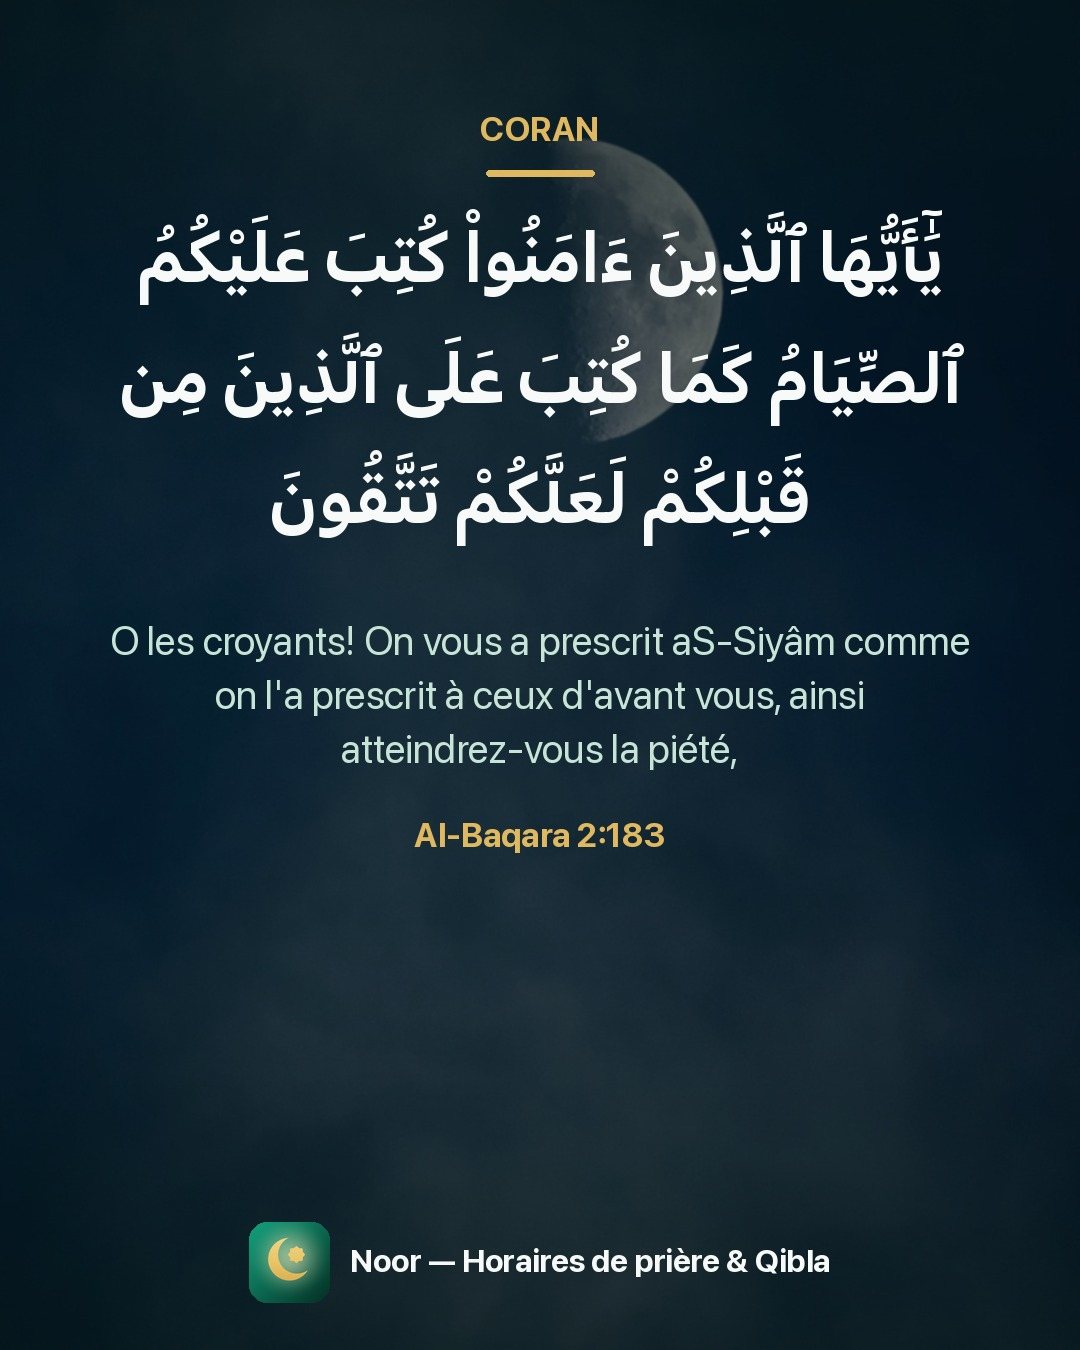 CORAN
يَٰٓأَيُّهَا ٱلَّذِينَ ءَامَنُوا۟ كُتِبَ عَلَيْكُمُ
ٱلصِّيَامُ كَمَا كُتِبَ عَلَى ٱلَّذِينَ مِن
قَبْلِكُمْ لَعَلَّكُمْ تَتَّقُونَ
O les croyants! On vous a prescrit aS-Siyâm comme
on l'a prescrit à ceux d'avant vous, ainsi
atteindrez-vous la piété,
Al-Baqara 2:183
Noor — Horaires de prière & Qibla